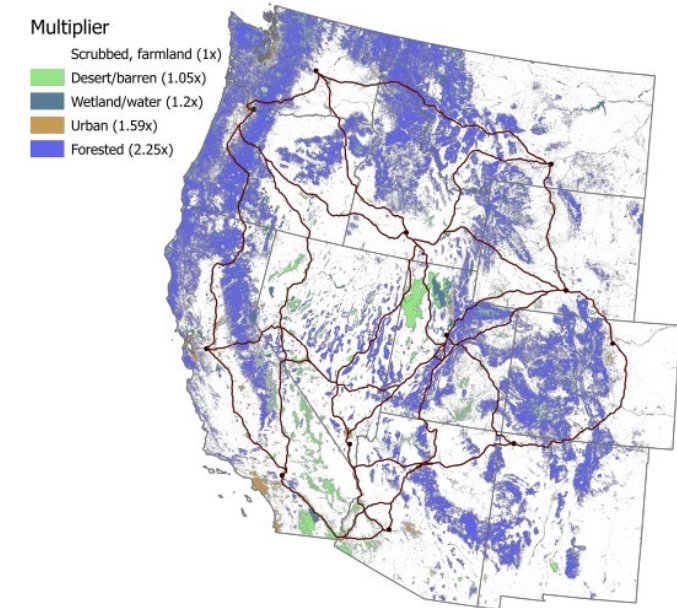 Multiplier
Scrubbed, farmland (1x)
Desert/barren (1.05x)
Wetland/water (1.2x)
Urban (1.59x)
Forested (2.25x)